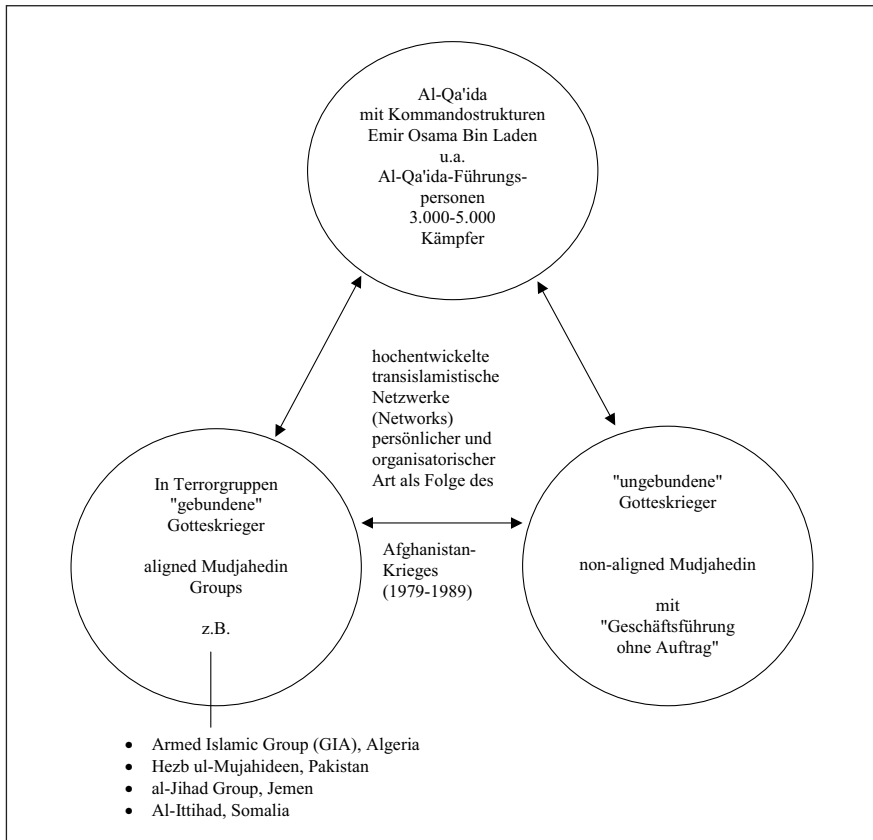 Al-Qa'ida
mit Kommandostrukturen
Emir Osama Bin Laden
u.a.
Al-Qa'ida-Führungs-
personen
3.000-5.000
Kämpfer
hochentwickelte
transislamistische
Netzwerke
(Networks)
persönlicher und
organisatorischer
Art als Folge des
Afghanistan-
Krieges
(1979-1989)
In Terrorgruppen
"gebundene"
Gotteskrieger
aligned Mudjahedin
Groups
z.B.
"ungebundene"
Gotteskrieger
non-aligned Mudjahedin
mit
"Geschäftsführung
ohne Auftrag"
• Armed Islamic Group (GIA), Algeria
• Hezb ul-Mujahideen, Pakistan
• al-Jihad Group, Jemen
• Al-Ittihad, Somalia